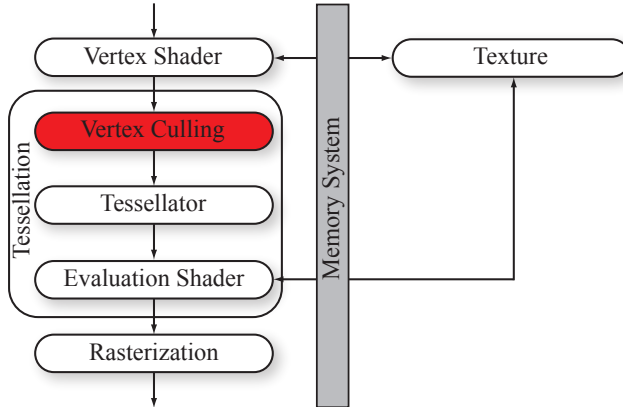 Vertex Shader
Texture
Vertex Culling
Tessellation
Tessellator
Memory System
Evaluation Shader
Rasterization